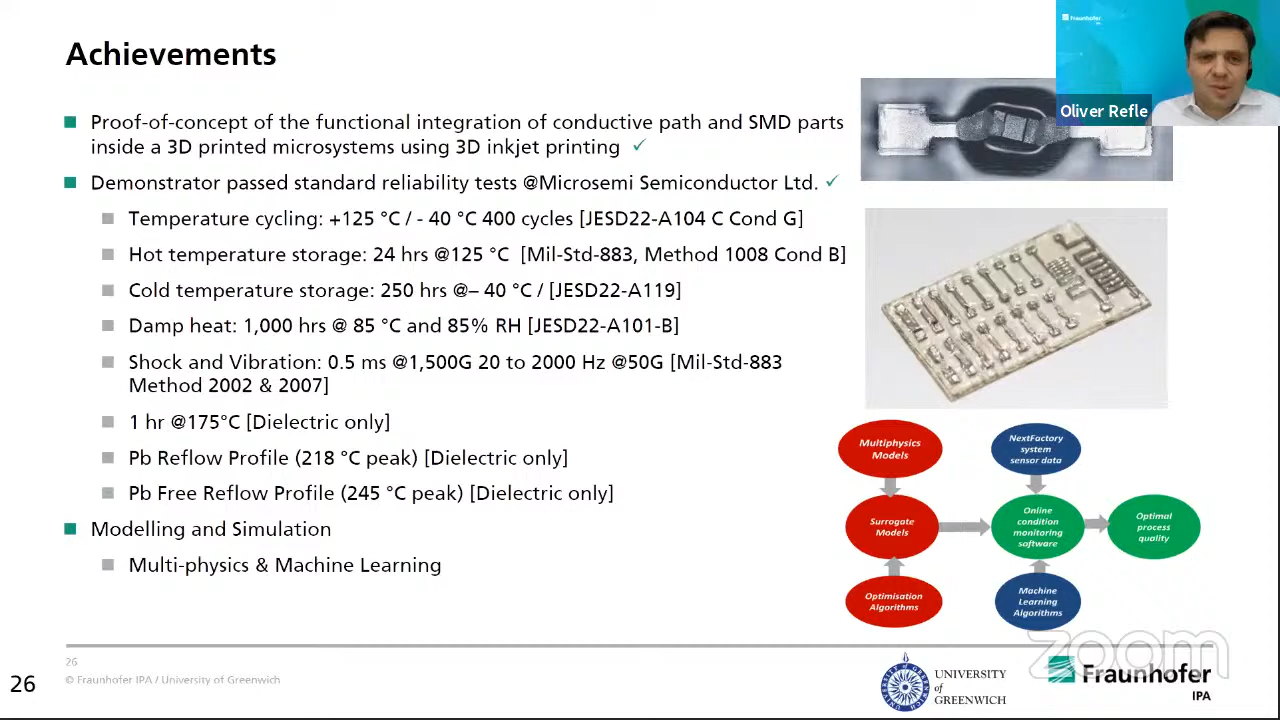 Achievements
Fraunhofer
IPA
Oliver Refle
Proof-of-concept of the functional integration of conductive path and SMD parts
inside a 3D printed microsystems using 3D inkjet printing ✓
Demonstrator passed standard reliability tests @Microsemi Semiconductor Ltd. ✓
Temperature cycling: +125 °C / - 40 °C 400 cycles [JESD22-A104 C Cond G]
Hot temperature storage: 24 hrs @125 °C [Mil-Std-883, Method 1008 Cond B]
Cold temperature storage: 250 hrs @– 40 °C / [JESD22-A119]
Damp heat: 1,000 hrs @ 85 °C and 85% RH [JESD22-A101-B]
Shock and Vibration: 0.5 ms @1,500G 20 to 2000 Hz @50G [Mil-Std-883
Method 2002 & 2007]
1 hr @175°C [Dielectric only]
Pb Reflow Profile (218 °C peak) [Dielectric only]
Pb Free Reflow Profile (245 °C peak) [Dielectric only]
Modelling and Simulation
Multi-physics & Machine Learning
Multiphysics
Models
NextFactory
system
sensor data
Surrogate
Models
Online
condition
monitoring
software
Optimal
process
quality
Optimisation
Algorithms
Machine
Learning
Algorithms
zoom
26
26
© Fraunhofer IPA / University of Greenwich
UNIVERSITY
of
GREENWICH
Fraunhofer
IPA